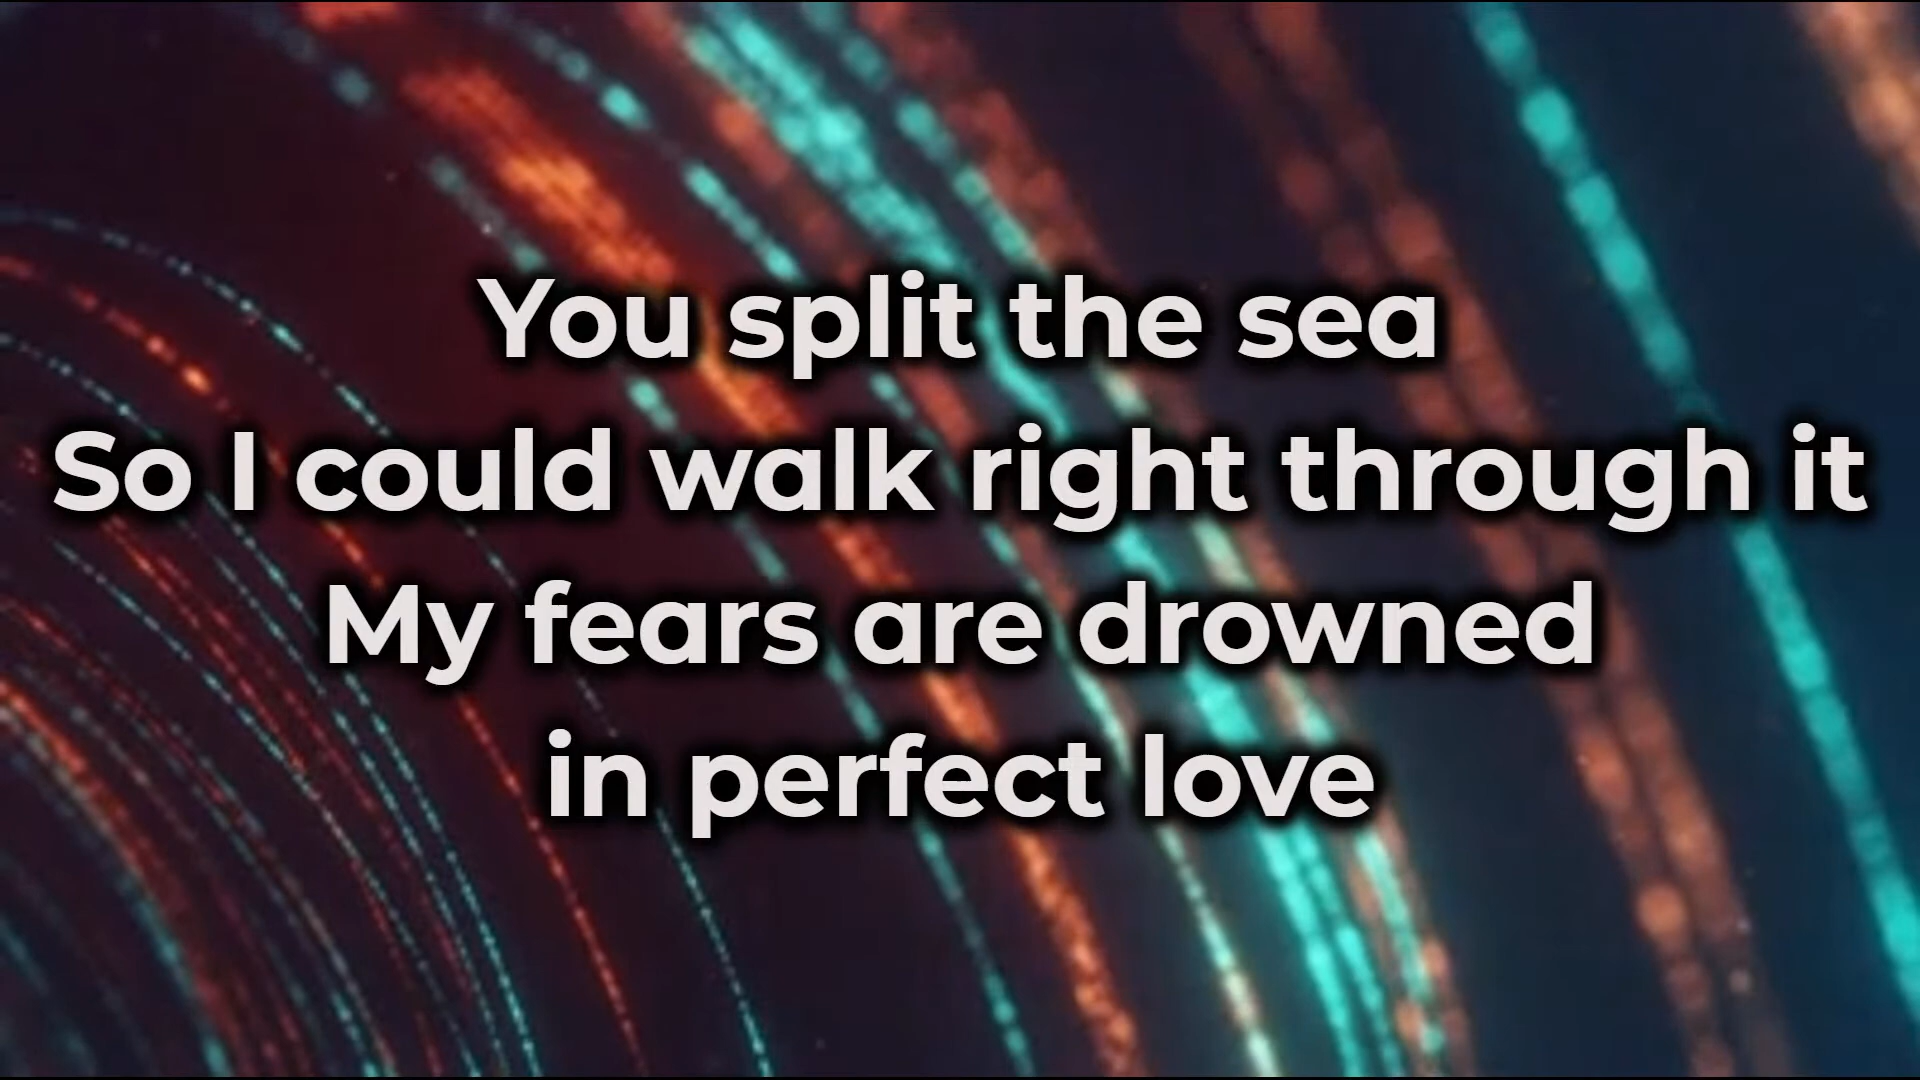 You split the sea
So I could walk right through it
My fears are drowned
in perfect love